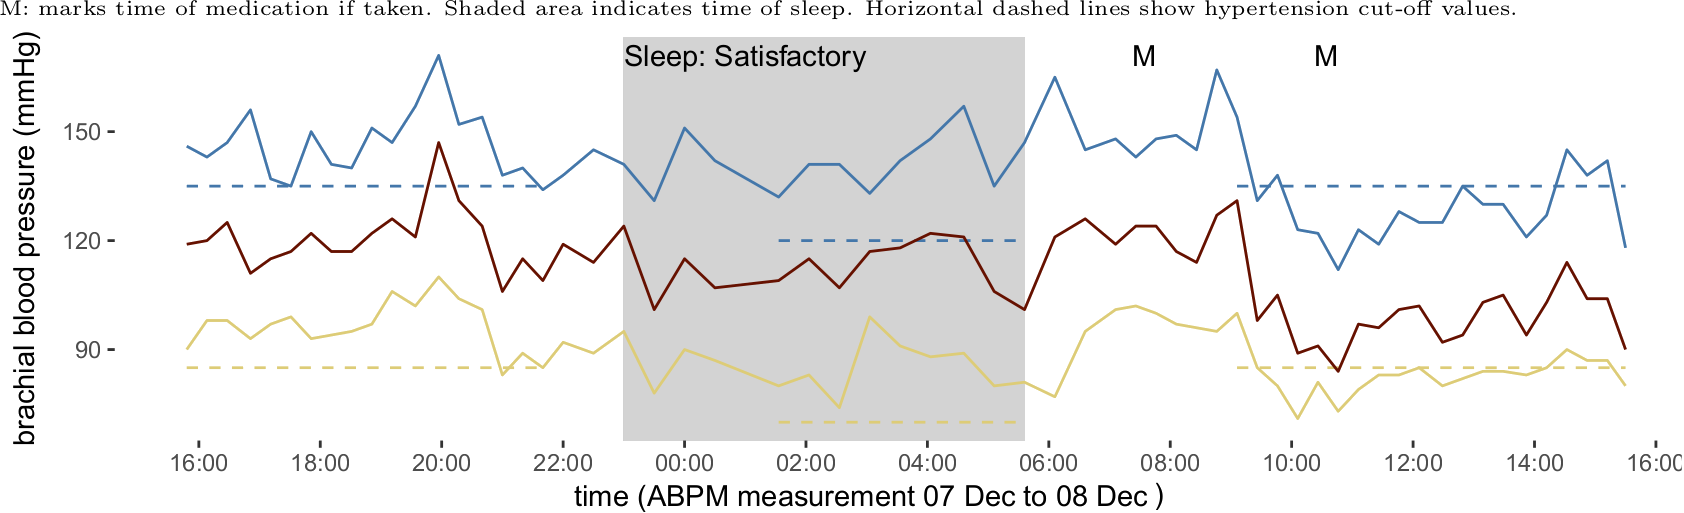 M: marks time of medication if taken. Shaded area indicates time of sleep. Horizontal dashed lines show hypertension cut-off values.
Sleep: Satisfactory M M
brachial blood pressure (mmHg)
150
120
90
16:00 18:00 20:00 22:00 00:00 02:00 04:00 06:00 08:00 10:00 12:00 14:00 16:00
time (ABPM measurement 07 Dec to 08 Dec )